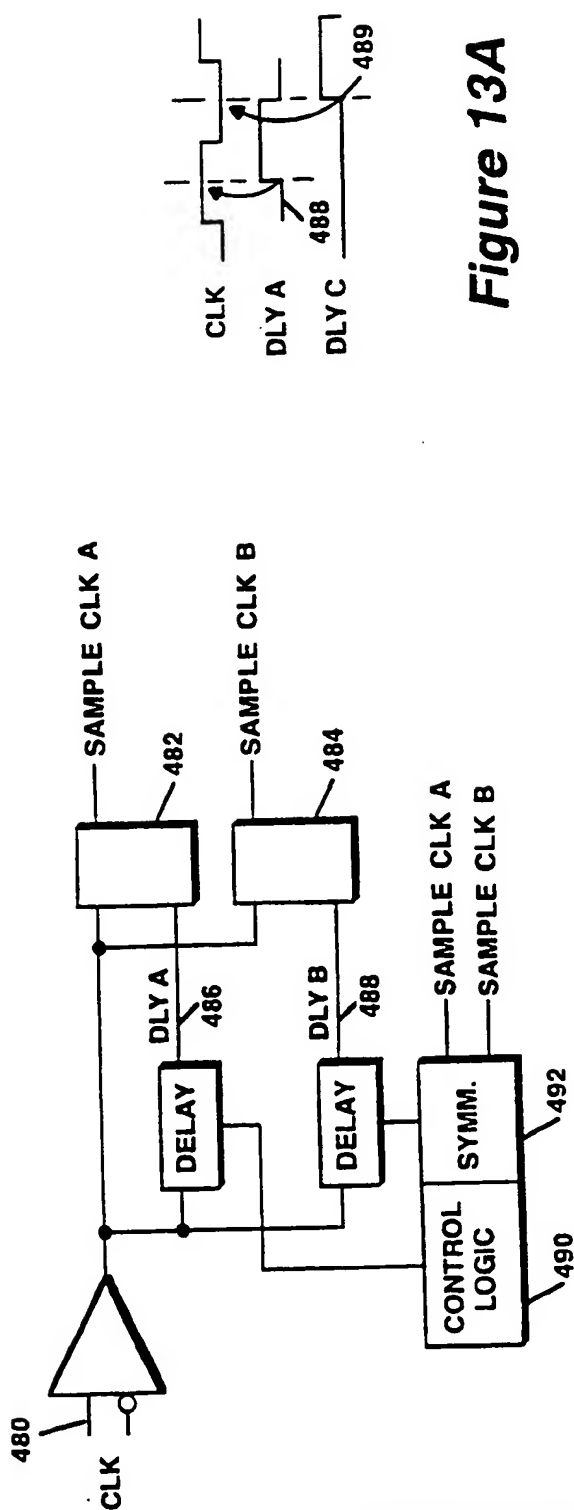 CLK
480
DELAY
DLY A
486
482
SAMPLE CLK A
DELAY
DLY B
488
484
SAMPLE CLK B
CONTROL
LOGIC
490
SYMM.
492
SAMPLE CLK A
SAMPLE CLK B
CLK
DLY A
488
489
DLY C
Figure 13A